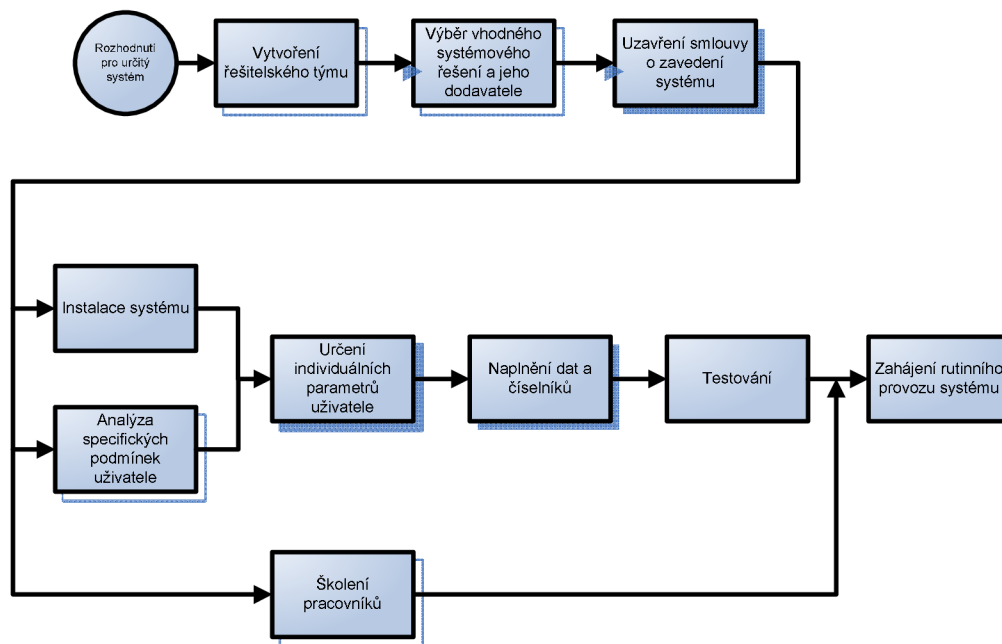 Rozhodnutí
pro určitý
systém
Vytvoření
řešitelského týmu
Výběr vhodného
systémového
řešení a jeho
dodavatele
Uzavření smlouvy
o zavedení
systému
Instalace systému
Analýza
specifických
podmínek
uživatele
Určení
individuálních
parametrů
uživatele
Naplnění dat a
číselníků
Testování
Zahájení rutinního
provozu systému
Školení
pracovníků